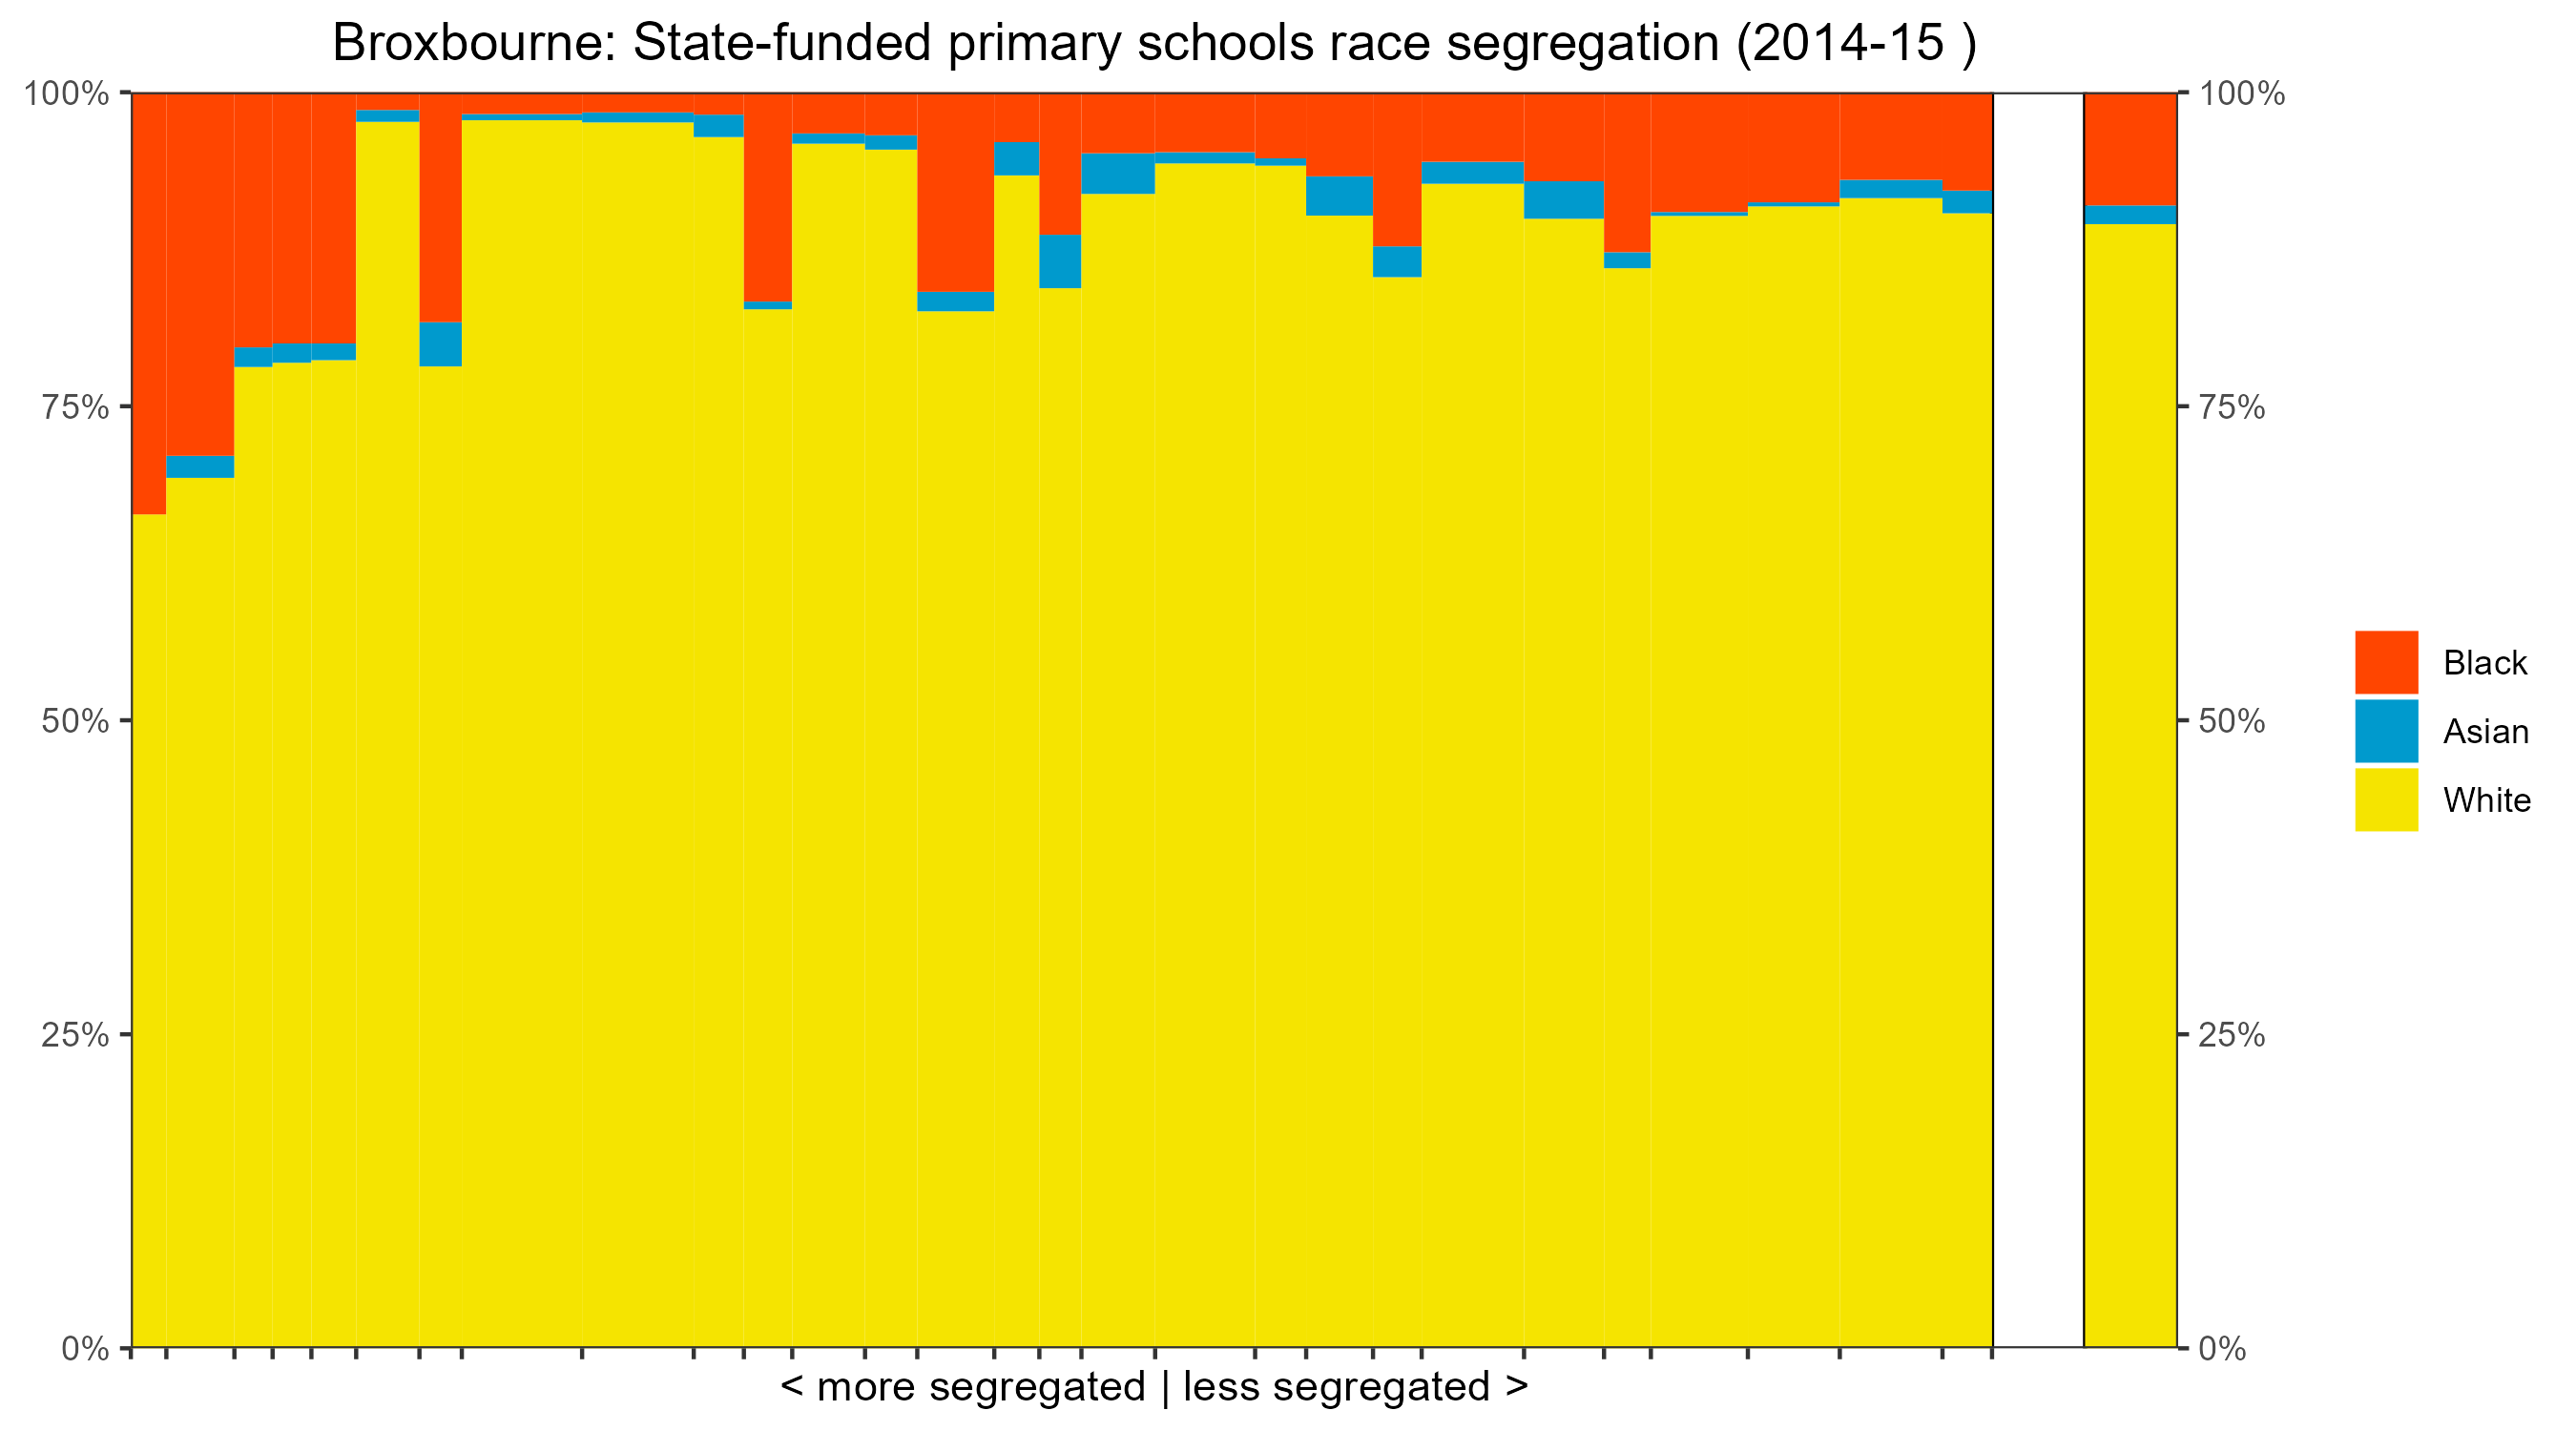 Broxbourne: State-funded primary schools race segregation (2014-15 )
100%
100%
75%
75%
50%
50%
25%
25%
0%
0%
Black
Asian
White
< more segregated | less segregated >